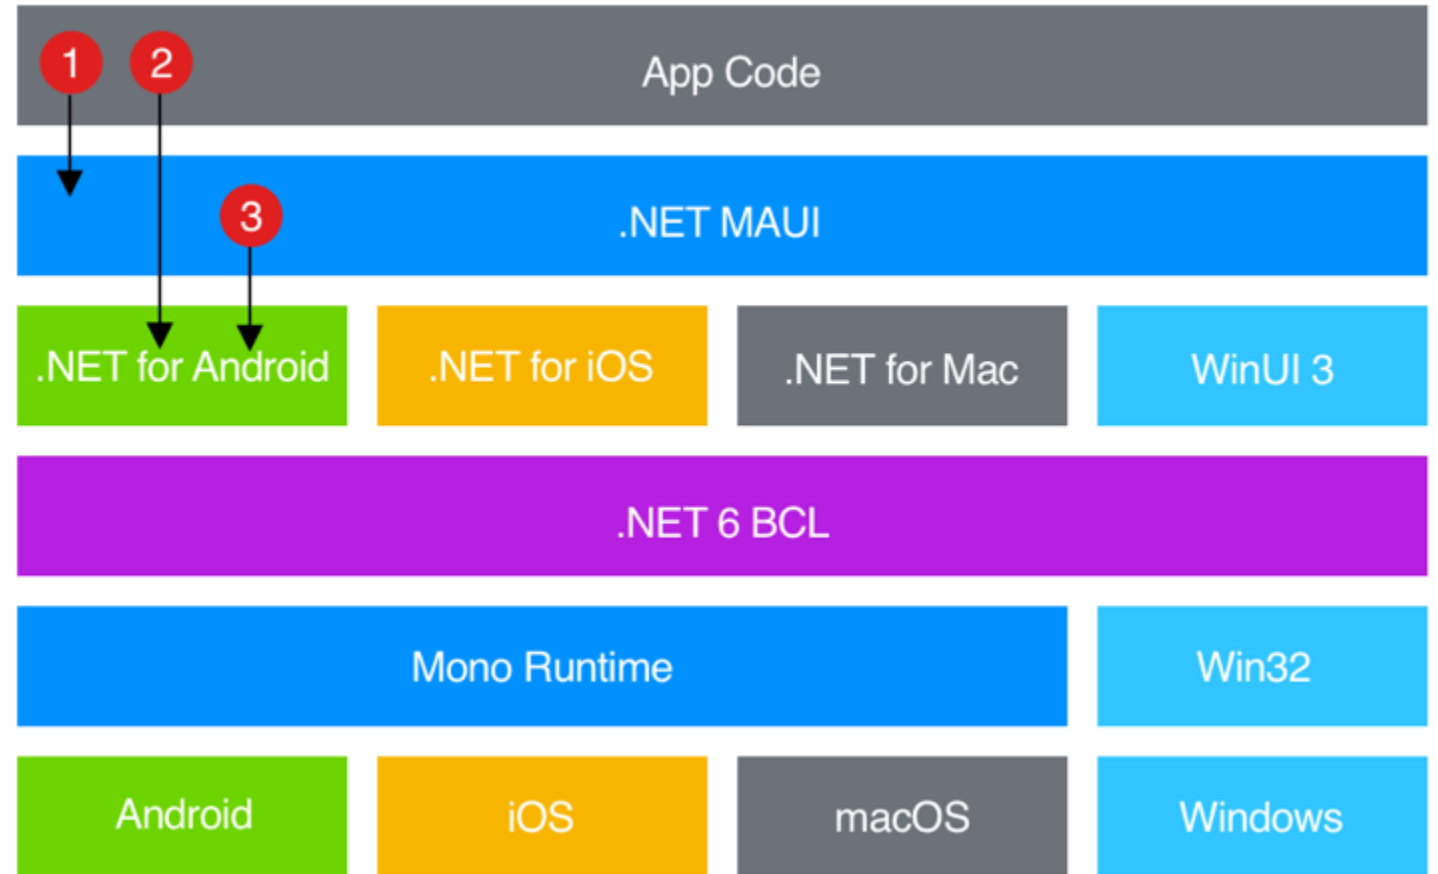 1 2 App Code
3 .NET MAUI
.NET for Android .NET for iOS .NET for Mac WinUI 3
.NET 6 BCL
Mono Runtime Win32
Android iOS macOS Windows